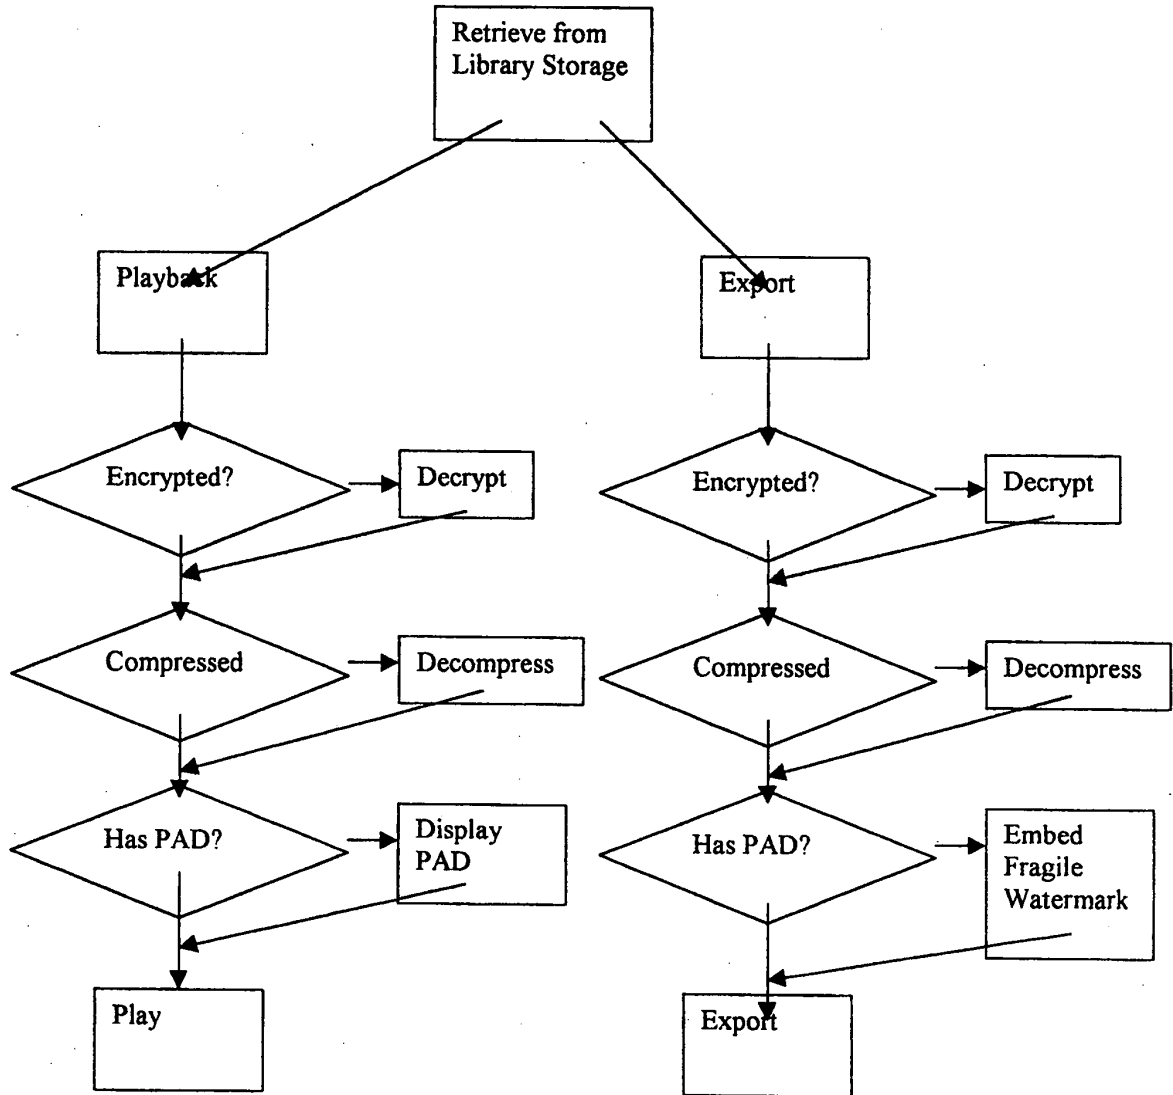 Retrieve from
Library Storage
Playback
Export
Encrypted?
Decrypt
Encrypted?
Decrypt
Compressed
Decompress
Compressed
Decompress
Has PAD?
Display
PAD
Has PAD?
Embed
Fragile
Watermark
Play
Export